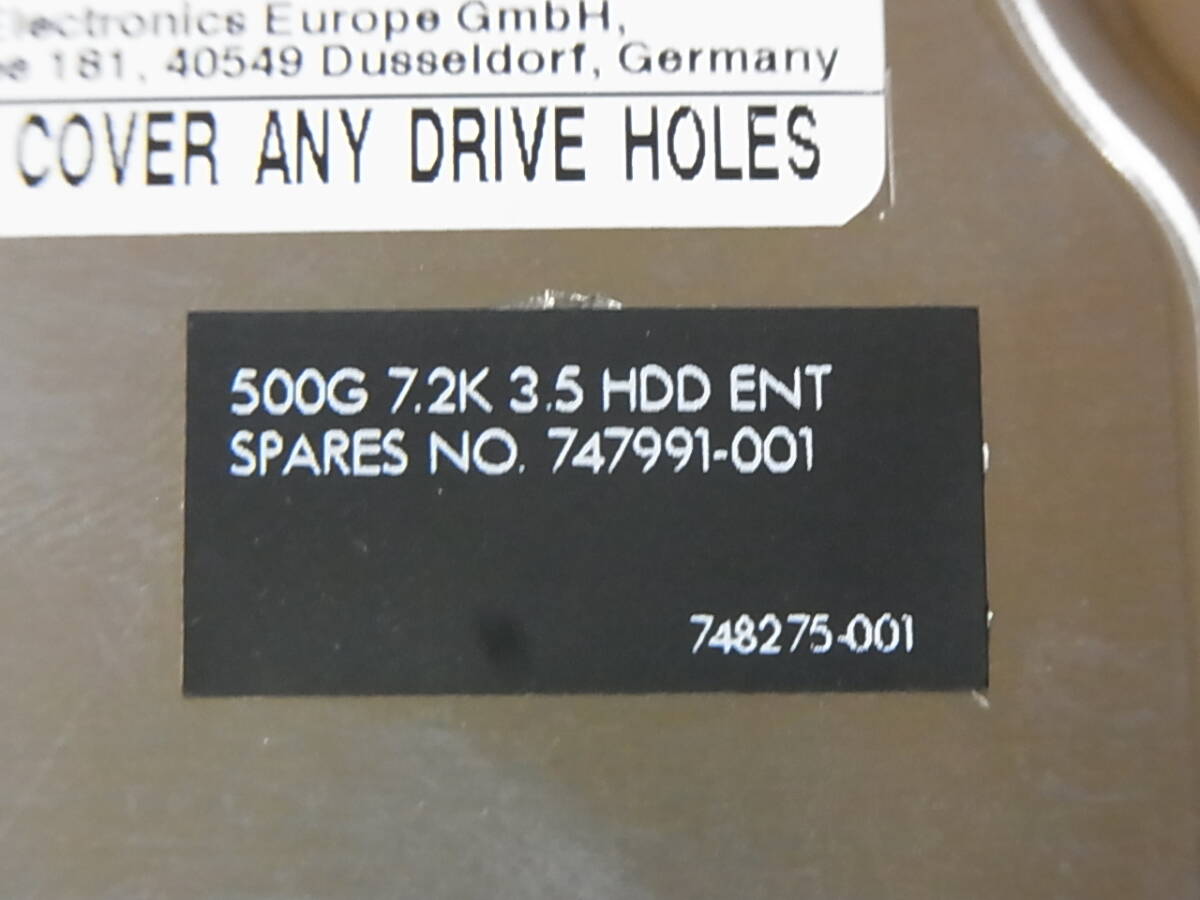 Electronics Europe GmbH,
181, 40549 Dusseldorf, Germany
COVER ANY DRIVE HOLES
500G 7.2K 3.5 HDD ENT
SPARES NO. 747991-001
748275-001